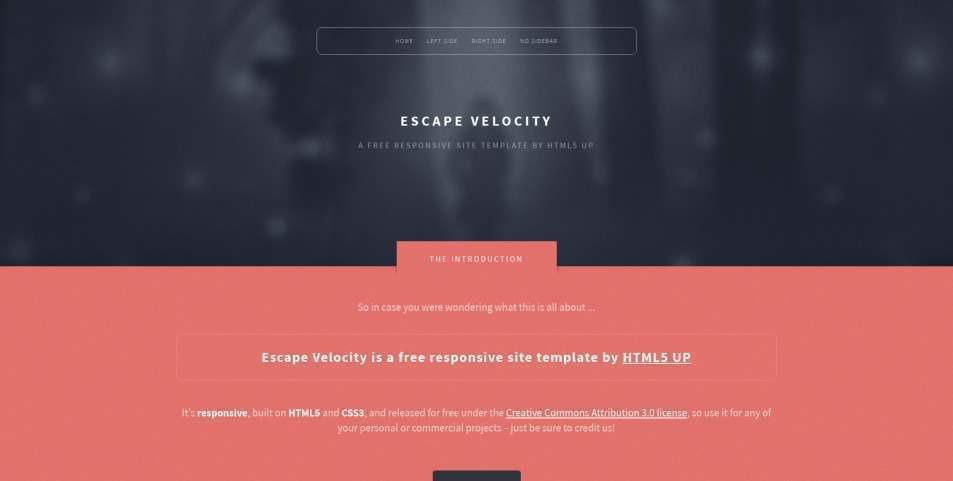 HOME LEFT SIDE RIGHT SIDE NO SIDEBAR
ESCAPE VELOCITY
A FREE RESPONSIVE SITE TEMPLATE BY HTML5 UP
THE INTRODUCTION
So in case you were wondering what this is all about ...
Escape Velocity is a free responsive site template by HTML5 UP
It's responsive, built on HTML5 and CSS3, and released for free under the Creative Commons Attribution 3.0 license, so use it for any of
your personal or commercial projects – just be sure to credit us!